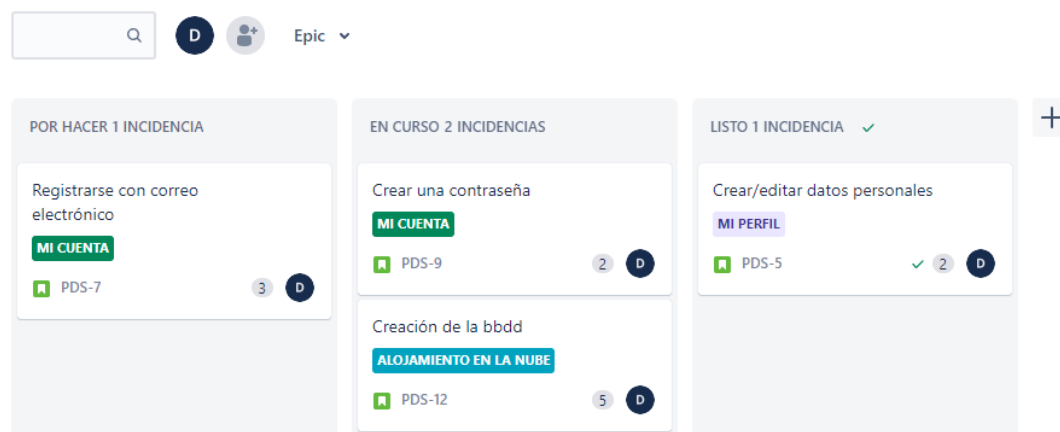 D
Epic
POR HACER 1 INCIDENCIA
Registrarse con correo
electrónico
MI CUENTA
PDS-7
3
D
EN CURSO 2 INCIDENCIAS
Crear una contraseña
MI CUENTA
PDS-9
2
D
Creación de la bbdd
ALOJAMIENTO EN LA NUBE
PDS-12
5
D
LISTO 1 INCIDENCIA
Crear/editar datos personales
MI PERFIL
PDS-5
2
D